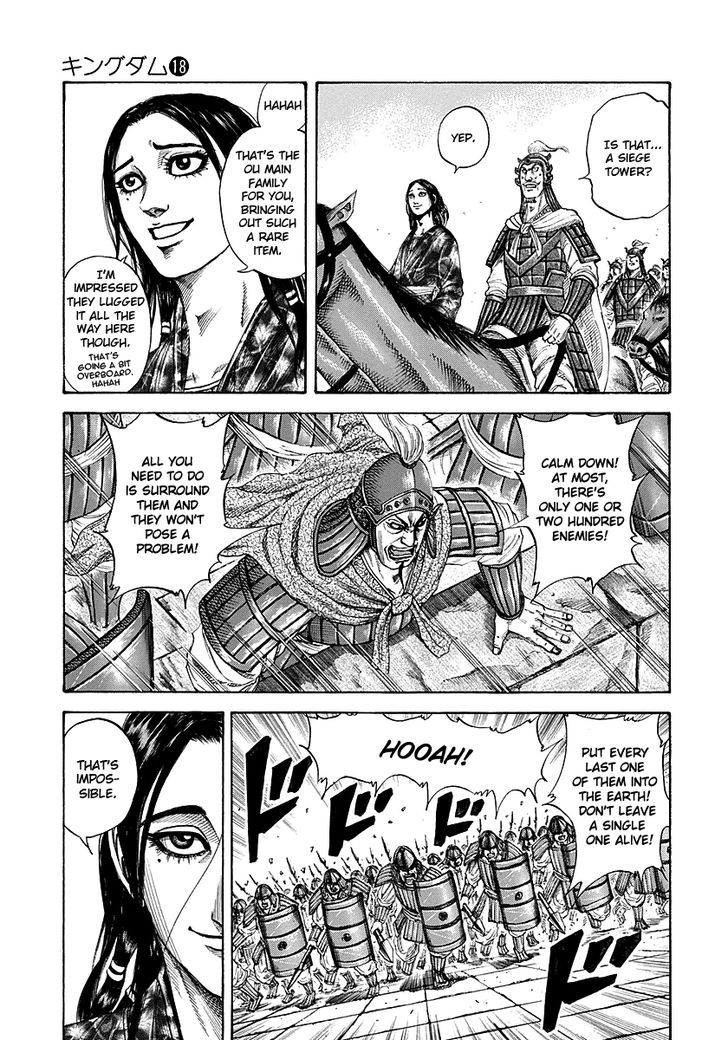 キングダム⓲
IS THAT...
A SIEGE
TOWER?
YEP.
HAHAH
THAT'S THE
OU MAIN
FAMILY
FOR YOU,
BRINGING
OUT SUCH
A RARE
ITEM.
I'M
IMPRESSED
THEY LUGGED
IT ALL THE
WAY HERE
THOUGH.
THAT'S
GOING A BIT
OVERBOARD.
HAHAH
CALM DOWN!
AT MOST,
THERE'S
ONLY ONE OR
TWO HUNDRED
ENEMIES!
ALL YOU
NEED TO DO
IS SURROUND
THEM AND
THEY WON'T
POSE A
PROBLEM!
PUT EVERY
LAST ONE
OF THEM INTO
THE EARTH!
DON'T LEAVE
A SINGLE
ONE ALIVE!
HOOAH!
ド
ド
ド
ド
THAT'S
IMPOS-
SIBLE.